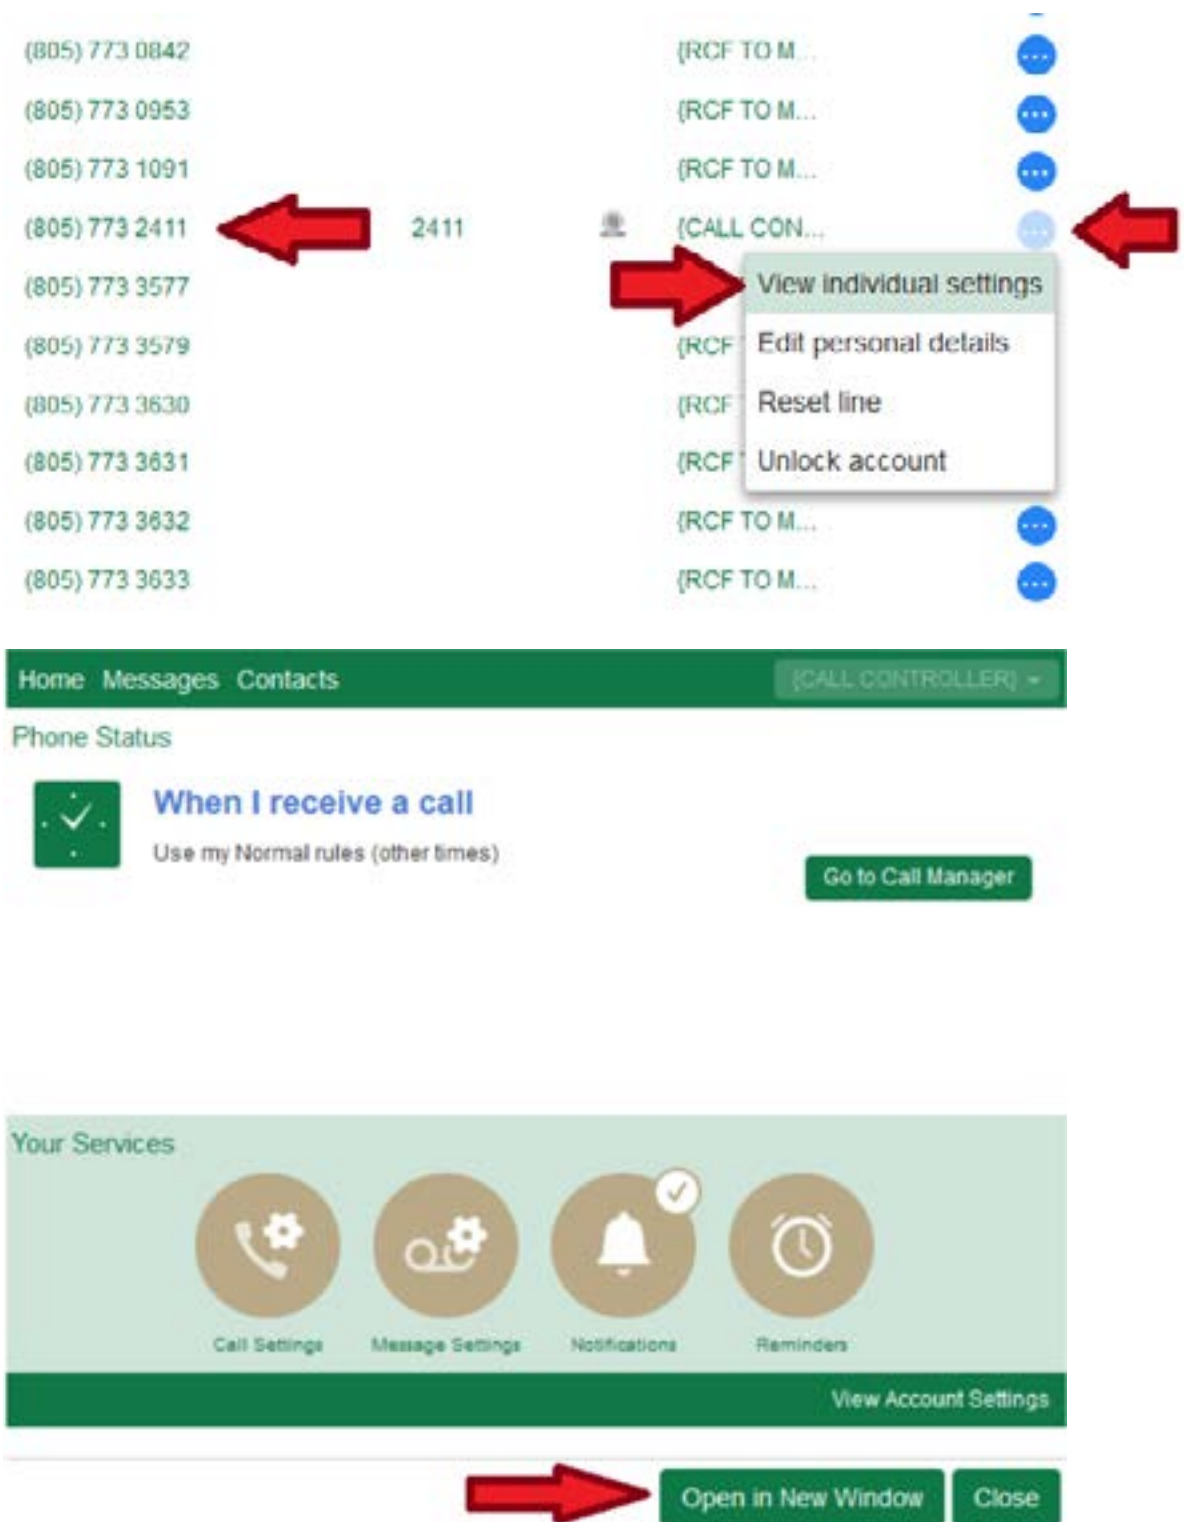 (805) 773 0842 {RCF TO M...
(805) 773 0953 {RCF TO M...
(805) 773 1091 {RCF TO M...
(805) 773 2411 2411 {CALL CON...
(805) 773 3577 View individual settings
(805) 773 3579 {RCF Edit personal details
(805) 773 3630 {RCF Reset line
(805) 773 3631 {RCF Unlock account
(805) 773 3632 {RCF TO M...
(805) 773 3633 {RCF TO M...
Home Messages Contacts {CALL CONTROLLER}
Phone Status
When I receive a call
Use my Normal rules (other times)
Go to Call Manager
Your Services
Call Settings Message Settings Notifications Reminders
View Account Settings
Open in New Window Close